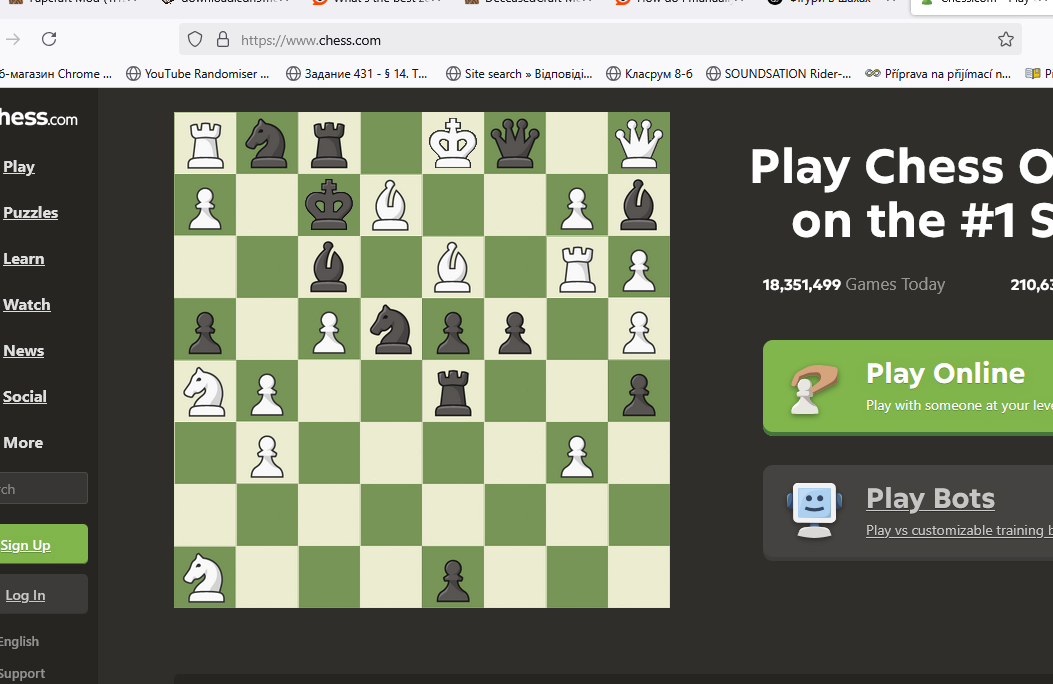 https://www.chess.com
YouTube Randomiser ...
Задание 431 - § 14. Т...
Site search » Відповіді...
Класрум 8-б
SOUNDSATION Rider-...
Příprava na přijímací n...
б-магазин Chrome ...
hess.com
Play
Puzzles
Learn
Watch
News
Social
More
rch
Sign Up
Log In
English
Support
Play Chess O
on the #1 S
18,351,499 Games Today
210,63
Play Online
Play with someone at your leve
Play Bots
Play vs customizable training b